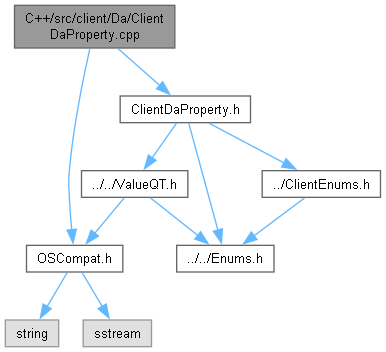 C++/src/client/Da/Client
DaProperty.cpp
ClientDaProperty.h
../../ValueQT.h
../ClientEnums.h
OSCompat.h
../../Enums.h
string
sstream